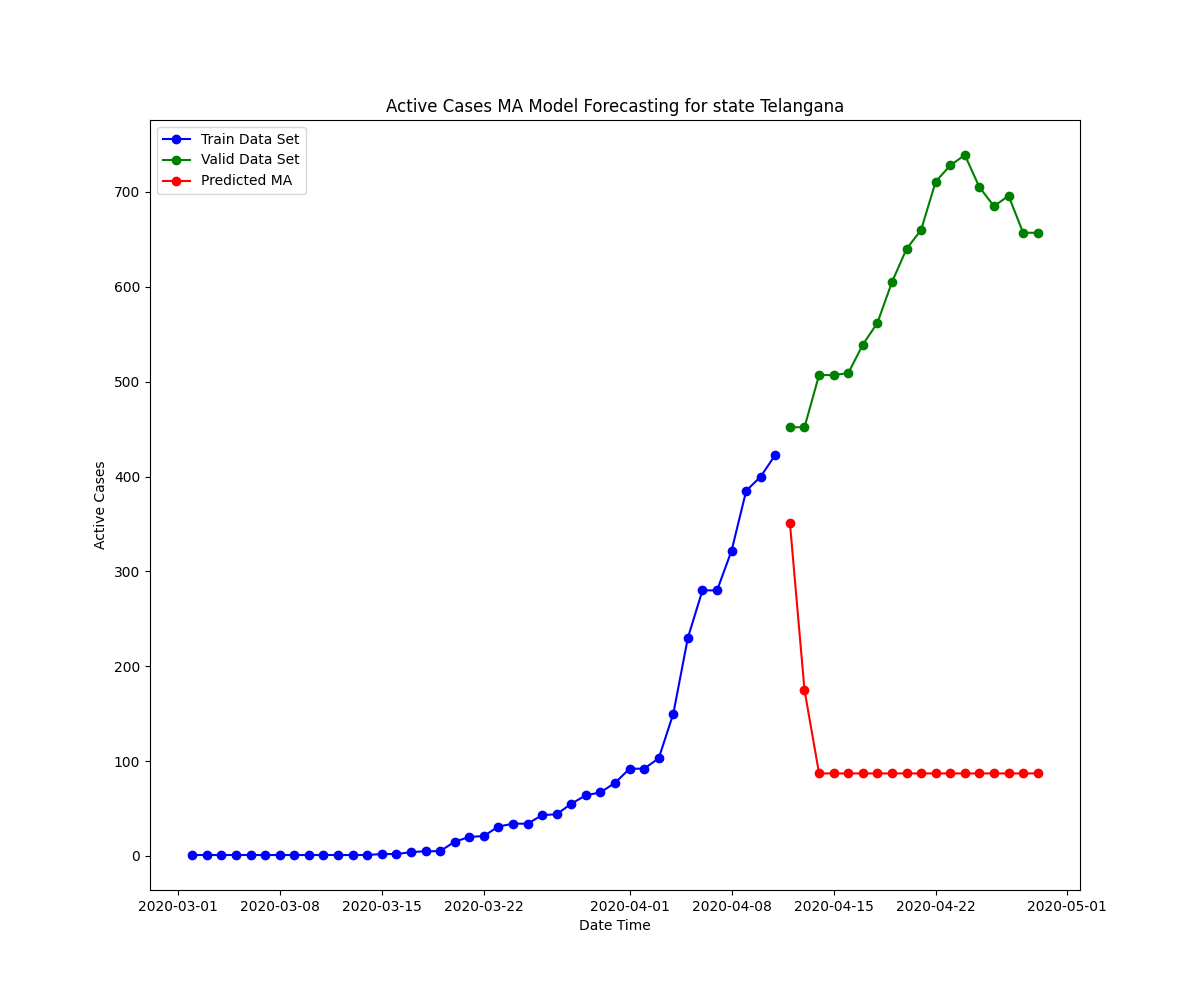 Active Cases MA Model Forecasting for state Telangana
Train Data Set
Valid Data Set
Predicted MA
700
600
500
400
300
200
100
0
Active Cases
2020-03-01 2020-03-08 2020-03-15 2020-03-22 2020-04-01 2020-04-08 2020-04-15 2020-04-22 2020-05-01
Date Time